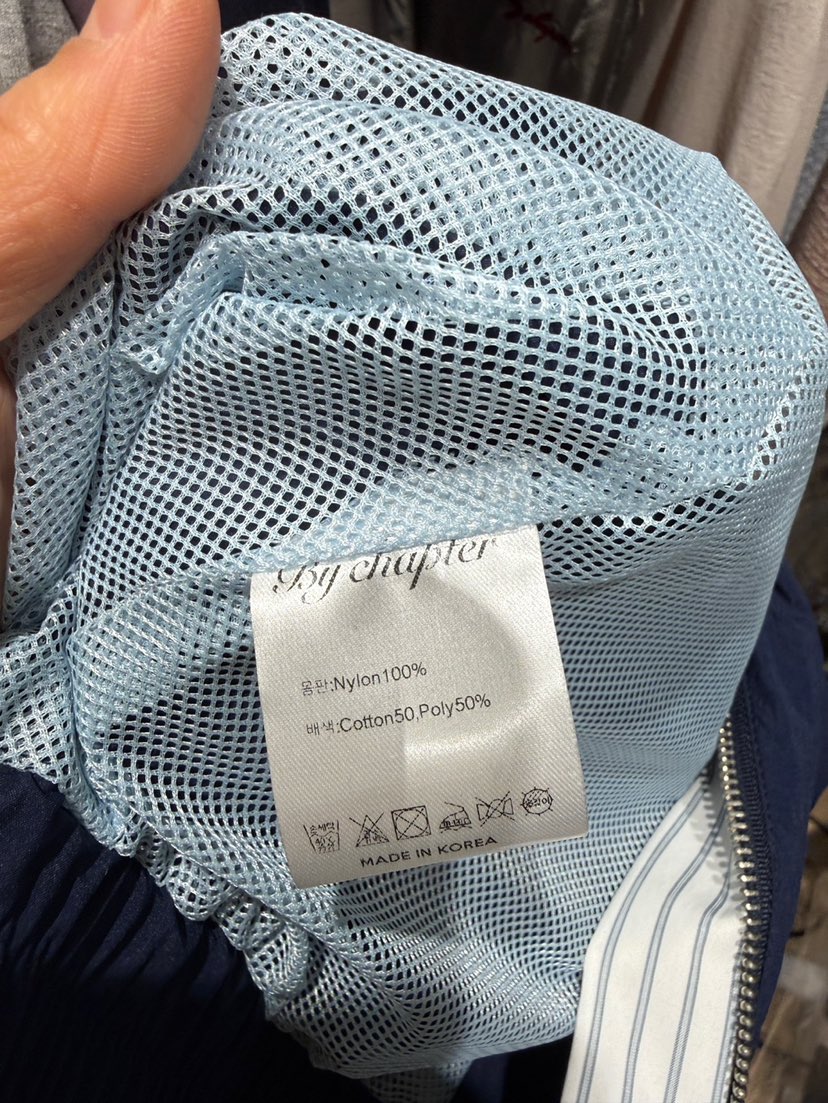 By chapter
몸판:Nylon100%
배색:Cotton50,Poly50%
MADE IN KOREA